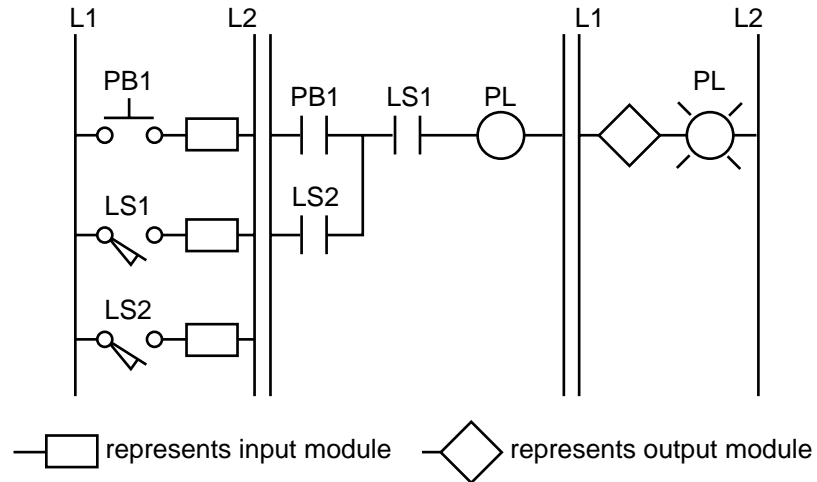 L1 L2 L1 L2
PB1 PB1 LS1 PL PL
LS1 LS2
LS2
represents input module represents output module